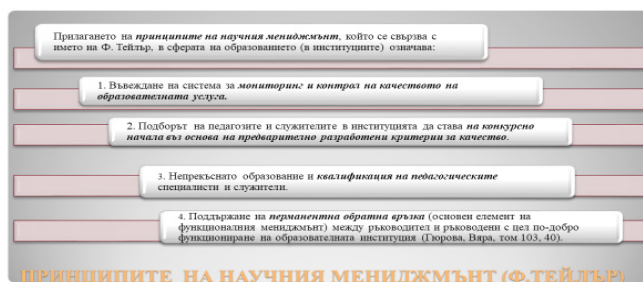 Прилагането на принципите на научния мениджмънт, който се свързва с
името на Ф. Тейлър, в сферата на образованието (в институциите) означава:
1. Въвеждане на система за мониторинг и контрол на качеството на
образователната услуга.
2. Подборът на педагозите и служителите в институцията да става на конкурсно
начала въз основа на предварително разработени критерии за качество.
3. Непрекъснато образование и квалификация на педагогическите
специалисти и служители.
4. Поддържане на перманентна обратна връзка (основен елемент на
функционалния мениджмънт) между ръководител и ръководени с цел по-добро
функциониране на образователната институция (Гюрова, Вяра, том 103, 40).
ПРИНЦИПИТЕ НА НАУЧНИЯ МЕНИДЖМЪНТ (Ф.ТЕЙЛЪР)